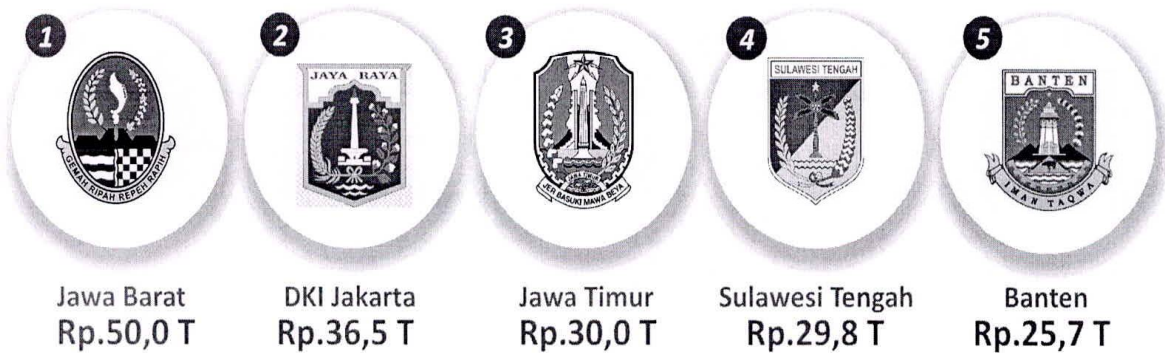 1
2
3
4
5
GEMAH RIPAH REPEH RAPIH
JAYA RAYA
JAWA TIMUR
JER BASUKI MAWA BEYA
SULAWESI TENGAH
BANTEN
IMAN TAQWA
Jawa Barat
Rp.50,0 T
DKI Jakarta
Rp.36,5 T
Jawa Timur
Rp.30,0 T
Sulawesi Tengah
Rp.29,8 T
Banten
Rp.25,7 T